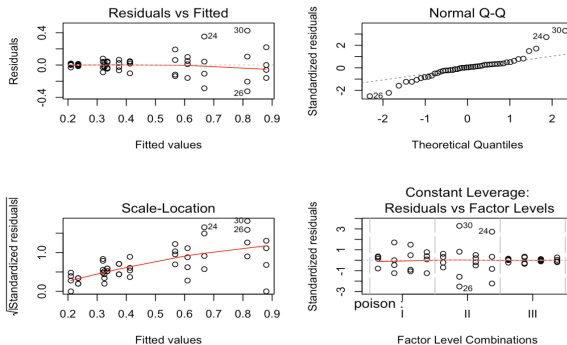 Residuals vs Fitted
Residuals
-0.4 0.0 0.4
24
30
26
0.2 0.3 0.4 0.5 0.6 0.7 0.8 0.9
Fitted values
Normal Q-Q
Standardized residuals
-2 0 2
24
30
26
-2 -1 0 1 2
Theoretical Quantiles
Scale-Location
√|Standardized residuals|
0.0 1.0
24
30
26
0.2 0.3 0.4 0.5 0.6 0.7 0.8 0.9
Fitted values
Constant Leverage:
Residuals vs Factor Levels
Standardized residuals
-3 -1 1 3
30
24
26
poison :
I II III
Factor Level Combinations